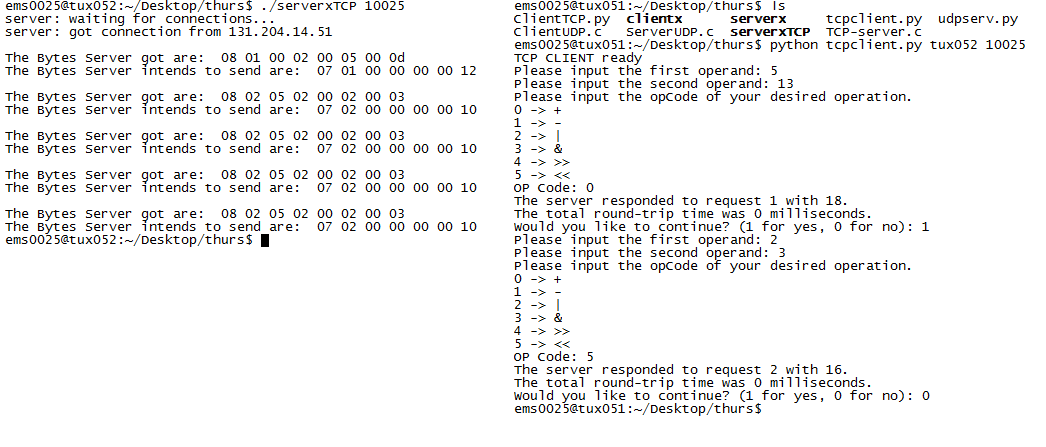 ems0025@tux052:~/Desktop/thurs$ ./serverxTCP 10025
server: waiting for connections...
server: got connection from 131.204.14.51
The Bytes Server got are:  08 01 00 02 00 05 00 0d
The Bytes Server intends to send are:  07 01 00 00 00 00 12
The Bytes Server got are:  08 02 05 02 00 02 00 03
The Bytes Server intends to send are:  07 02 00 00 00 00 10
The Bytes Server got are:  08 02 05 02 00 02 00 03
The Bytes Server intends to send are:  07 02 00 00 00 00 10
The Bytes Server got are:  08 02 05 02 00 02 00 03
The Bytes Server intends to send are:  07 02 00 00 00 00 10
The Bytes Server got are:  08 02 05 02 00 02 00 03
The Bytes Server intends to send are:  07 02 00 00 00 00 10
ems0025@tux052:~/Desktop/thurs$
ems0025@tux051:~/Desktop/thurs$ ls
ClientTCP.py  clientx      serverx     tcpclient.py  udpserv.py
ClientUDP.c   ServerUDP.c  serverxTCP  TCP-server.c
ems0025@tux051:~/Desktop/thurs$ python tcpclient.py tux052 10025
TCP CLIENT ready
Please input the first operand: 5
Please input the second operand: 13
Please input the opCode of your desired operation.
0 -> +
1 -> -
2 -> |
3 -> &
4 -> >>
5 -> <<
OP Code: 0
The server responded to request 1 with 18.
The total round-trip time was 0 milliseconds.
Would you like to continue? (1 for yes, 0 for no): 1
Please input the first operand: 2
Please input the second operand: 3
Please input the opCode of your desired operation.
0 -> +
1 -> -
2 -> |
3 -> &
4 -> >>
5 -> <<
OP Code: 5
The server responded to request 2 with 16.
The total round-trip time was 0 milliseconds.
Would you like to continue? (1 for yes, 0 for no): 0
ems0025@tux051:~/Desktop/thurs$